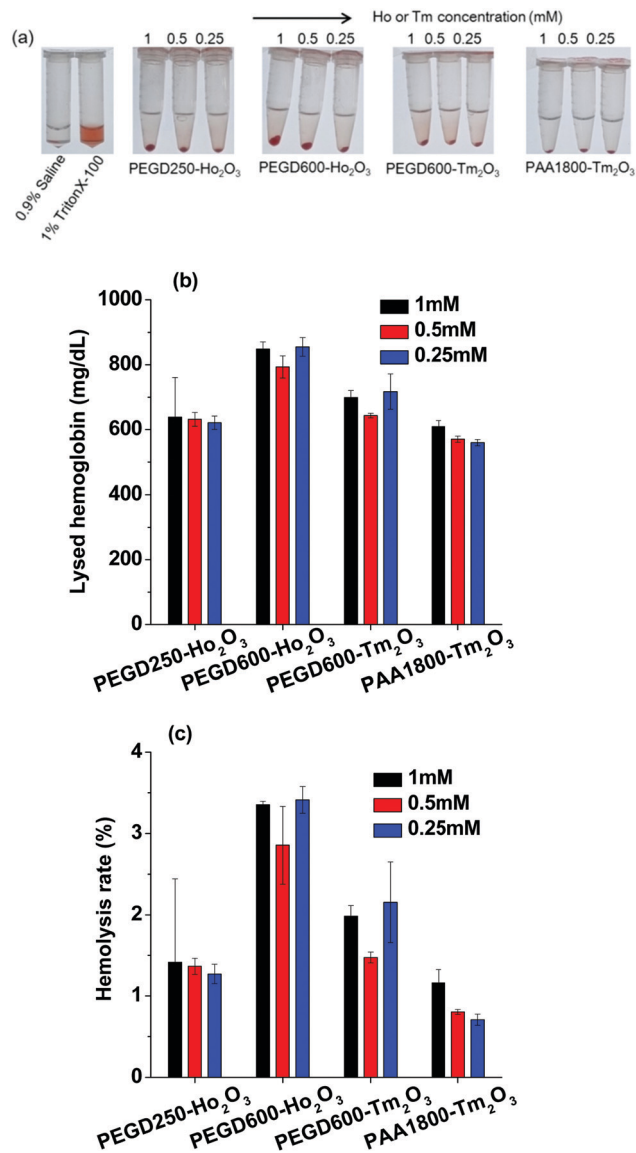 Ho or Tm concentration (mM)
(a)
1 0.5 0.25
1 0.5 0.25
1 0.5 0.25
1 0.5 0.25
0.9% Saline
1% TritonX-100
PEGD250-Ho₂O₃
PEGD600-Ho₂O₃
PEGD600-Tm₂O₃
PAA1800-Tm₂O₃
(b)
Lysed hemoglobin (mg/dL)
1000
800
600
400
200
0
1mM
0.5mM
0.25mM
PEGD250-Ho₂O₃
PEGD600-Ho₂O₃
PEGD600-Tm₂O₃
PAA1800-Tm₂O₃
(c)
Hemolysis rate (%)
4
3
2
1
0
1mM
0.5mM
0.25mM
PEGD250-Ho₂O₃
PEGD600-Ho₂O₃
PEGD600-Tm₂O₃
PAA1800-Tm₂O₃